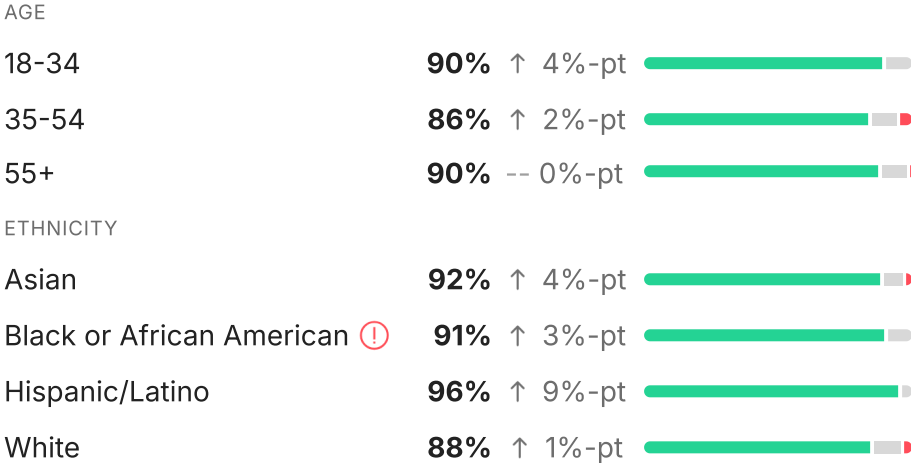 AGE
18-34 90% ↑ 4%-pt
35-54 86% ↑ 2%-pt
55+ 90% -- 0%-pt
ETHNICITY
Asian 92% ↑ 4%-pt
Black or African American ! 91% ↑ 3%-pt
Hispanic/Latino 96% ↑ 9%-pt
White 88% ↑ 1%-pt